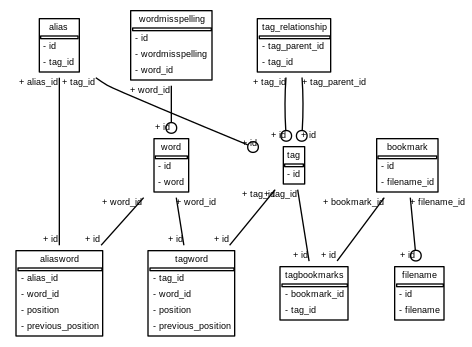 alias
- id
- tag_id
wordmisspelling
- id
- wordmisspelling
- word_id
tag_relationship
- tag_parent_id
- tag_id
+ alias_id
+ tag_id
+ word_id
+ tag_id
+ tag_parent_id
+ id
+ id
+ id
+ id
word
- id
- word
tag
- id
bookmark
- id
- filename_id
+ word_id
+ word_id
+ tag_id
+ tag_id
+ bookmark_id
+ filename_id
+ id
+ id
+ id
+ id
+ id
+ id
+ id
aliasword
- alias_id
- word_id
- position
- previous_position
tagword
- tag_id
- word_id
- position
- previous_position
tagbookmarks
- bookmark_id
- tag_id
filename
- id
- filename